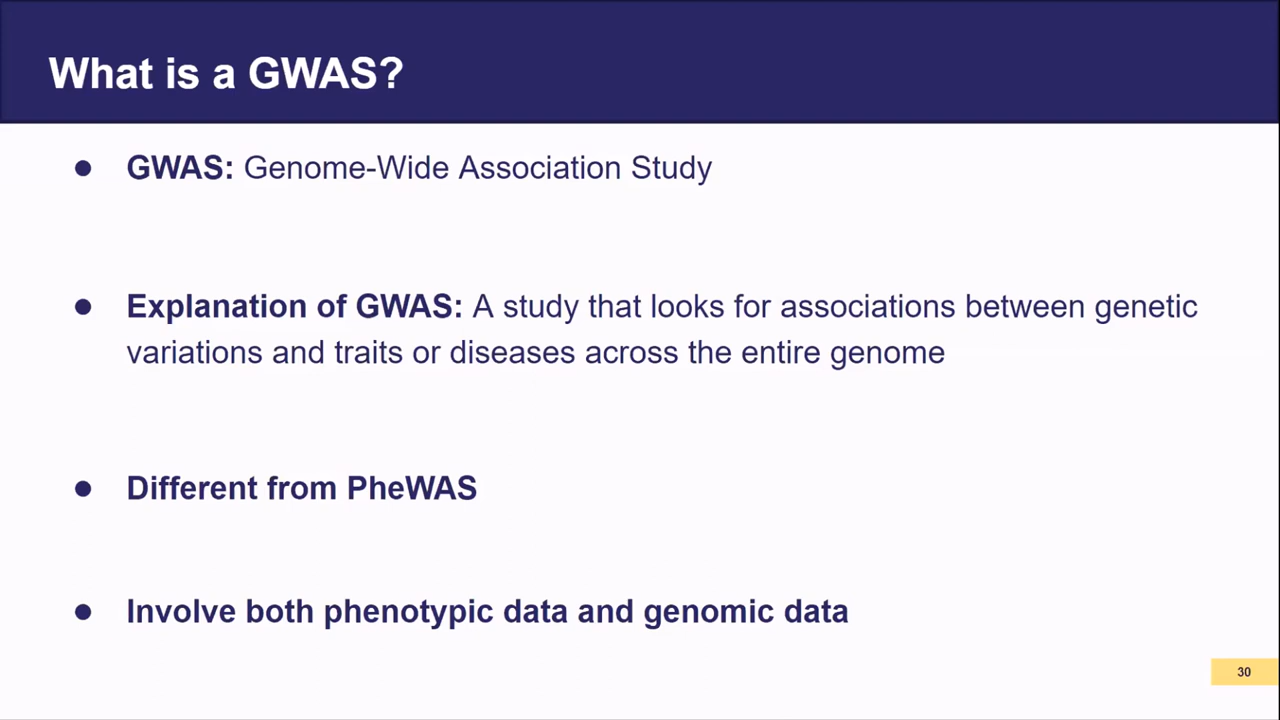 What is a GWAS?
● GWAS: Genome-Wide Association Study
● Explanation of GWAS: A study that looks for associations between genetic
variations and traits or diseases across the entire genome
● Different from PheWAS
● Involve both phenotypic data and genomic data
30